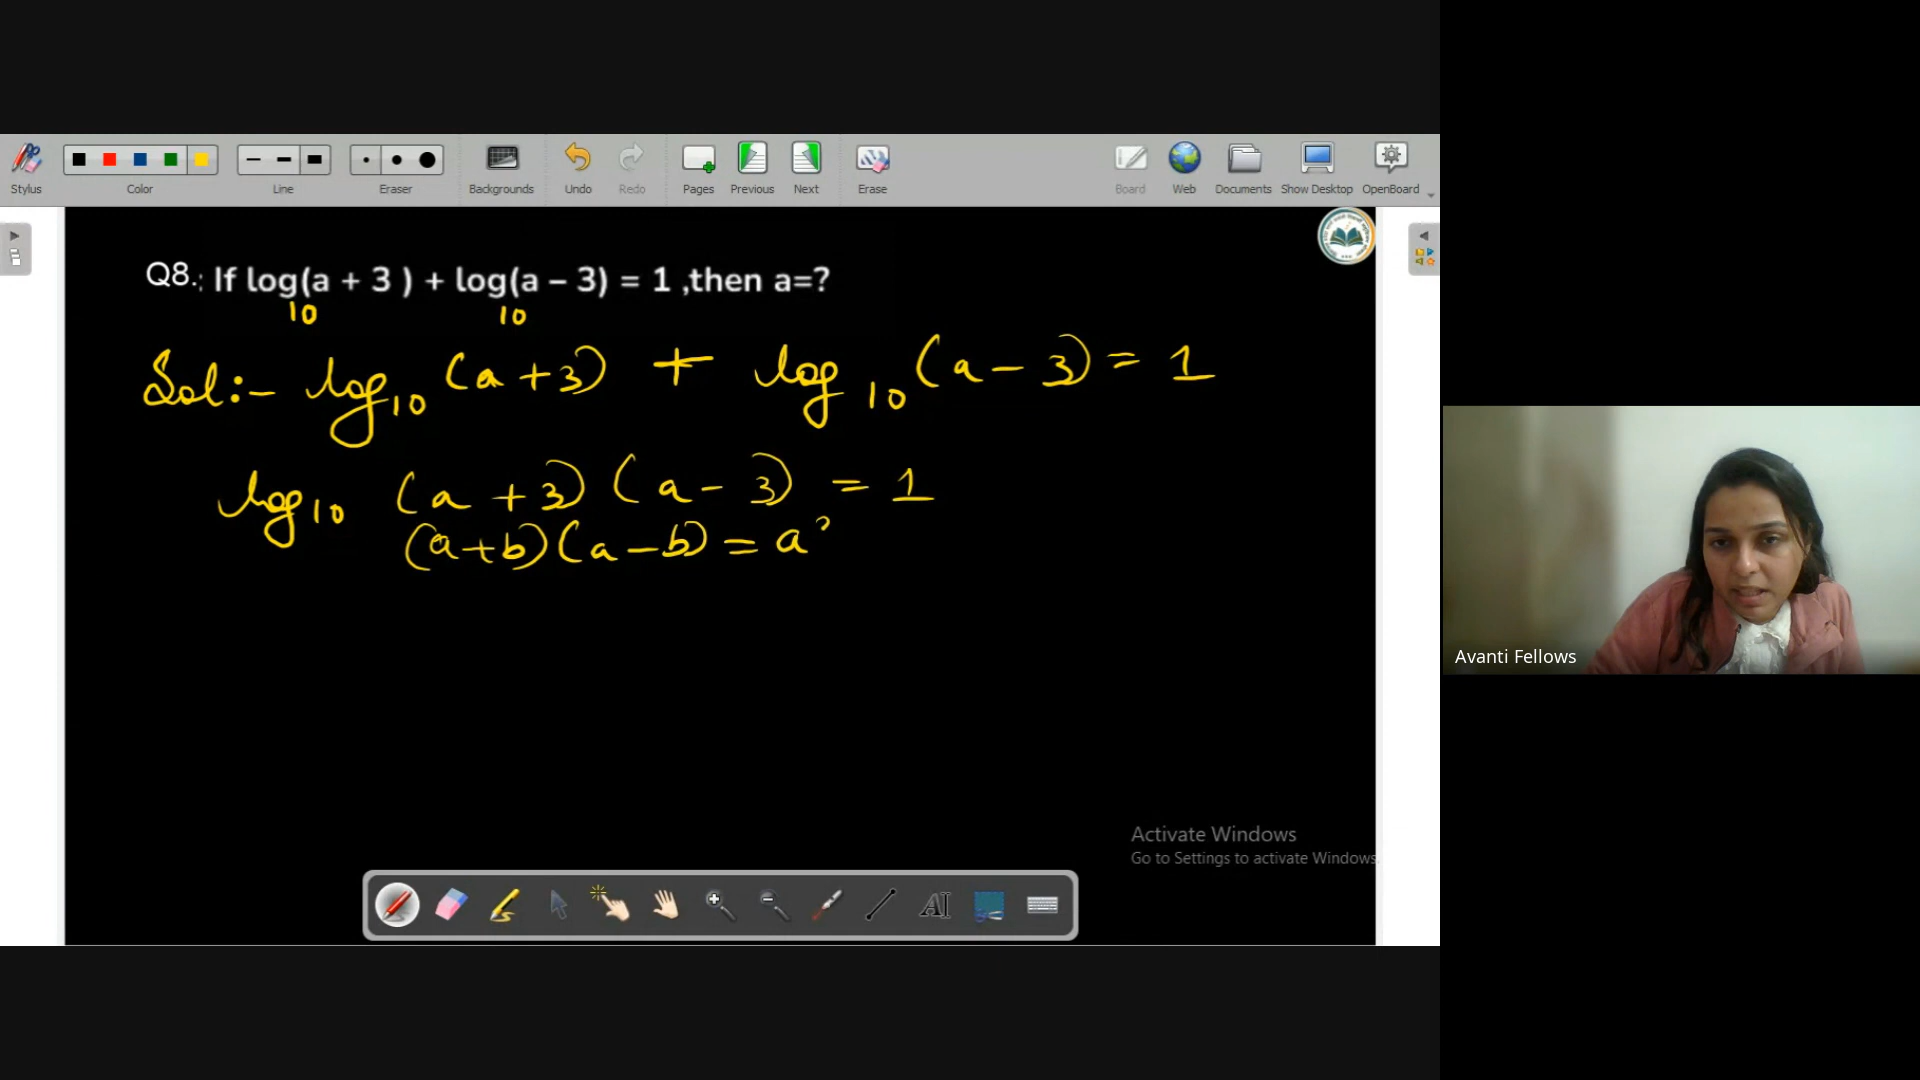 Stylus Color Line Eraser Backgrounds Undo Redo Pages Previous Next Erase Board Web Documents Show Desktop OpenBoard
Q8.: If log(a + 3 ) + log(a – 3) = 1 ,then a=?
10 10
Sol:- log10 (a+3) + log10 (a-3) = 1
log10 (a+3) (a-3) = 1
(a+b)(a-b) = a²
Avanti Fellows
Activate Windows
Go to Settings to activate Windows.
AI